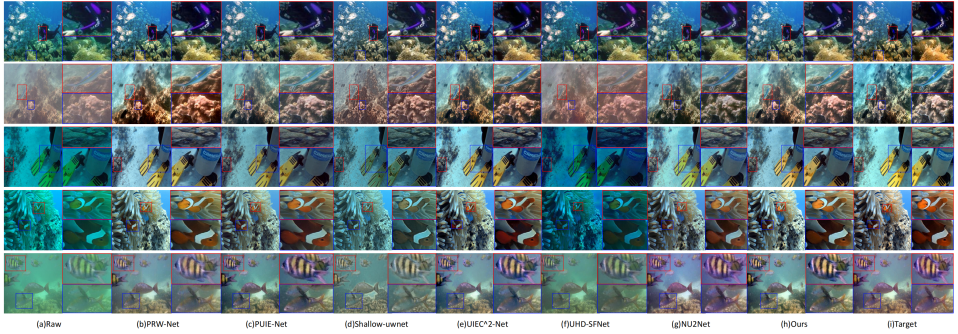 (a)Raw (b)PRW-Net (c)PUIE-Net (d)Shallow-uwnet (e)UIEC^2-Net (f)UHD-SFNet (g)NU2Net (h)Ours (i)Target